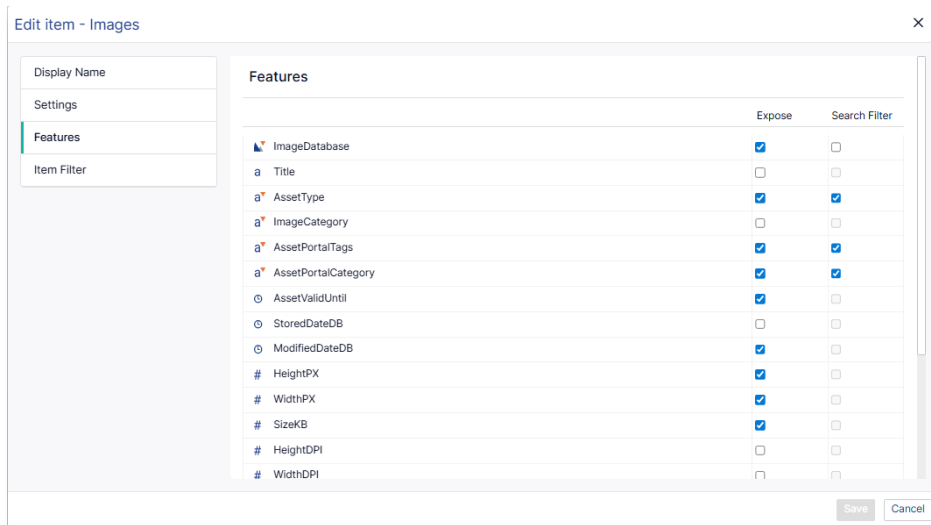 Edit item - Images
Display Name
Settings
Features
Item Filter
Features
Expose Search Filter
ImageDatabase
a Title
a AssetType
a ImageCategory
a AssetPortalTags
a AssetPortalCategory
AssetValidUntil
StoredDateDB
ModifiedDateDB
# HeightPX
# WidthPX
# SizeKB
# HeightDPI
# WidthDPI
Save Cancel